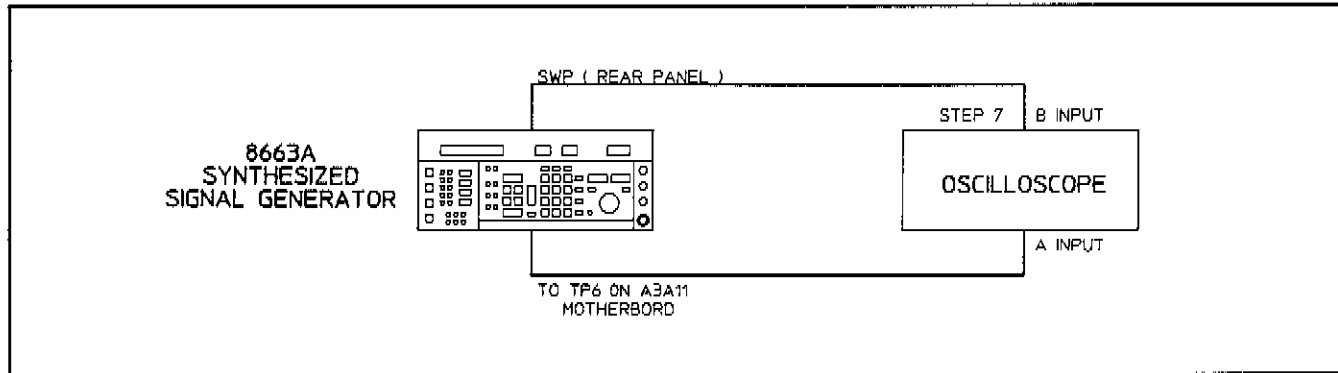 SWP ( REAR PANEL )
STEP 7 B INPUT
8663A
SYNTHESIZED
SIGNAL GENERATOR
OSCILLOSCOPE
A INPUT
TO TP6 ON A3A11
MOTHERBORD